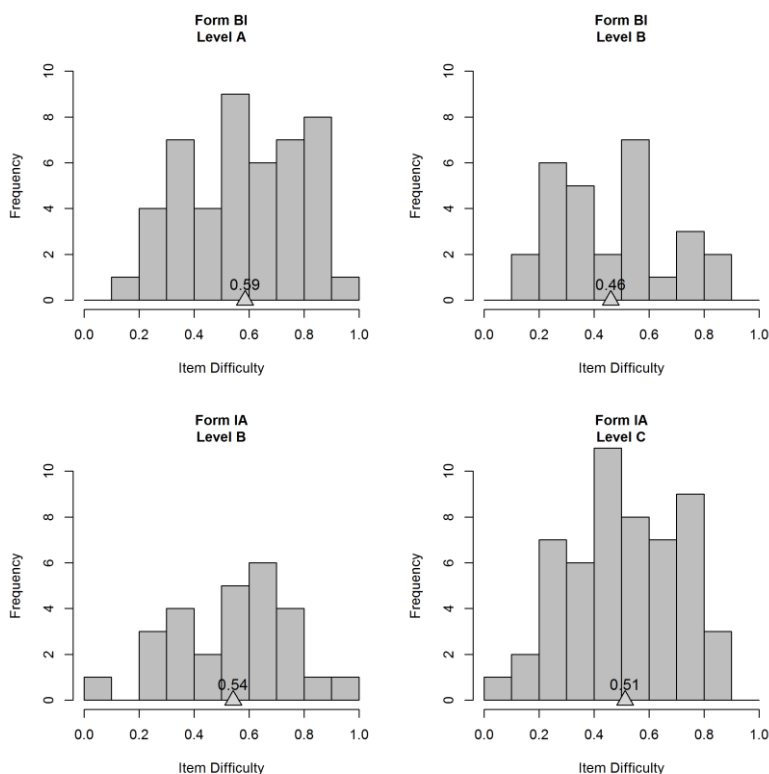 Form BI
Level A
Frequency
10
8
6
4
2
0
0.59
0.0 0.2 0.4 0.6 0.8 1.0
Item Difficulty
Form BI
Level B
Frequency
10
8
6
4
2
0
0.46
0.0 0.2 0.4 0.6 0.8 1.0
Item Difficulty
Form IA
Level B
Frequency
10
8
6
4
2
0
0.54
0.0 0.2 0.4 0.6 0.8 1.0
Item Difficulty
Form IA
Level C
Frequency
10
8
6
4
2
0
0.51
0.0 0.2 0.4 0.6 0.8 1.0
Item Difficulty